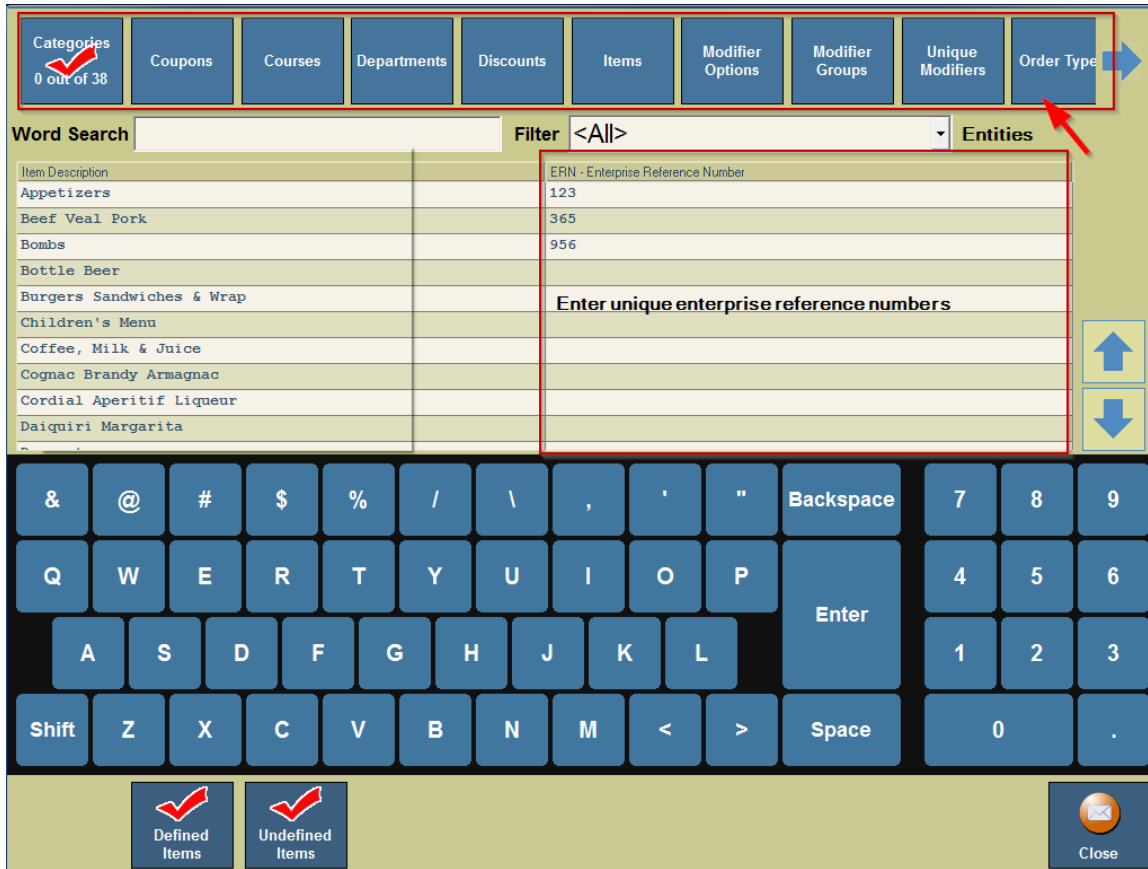 Categories
0 out of 38
Coupons
Courses
Departments
Discounts
Items
Modifier
Options
Modifier
Groups
Unique
Modifiers
Order Type
Word Search
Filter
<All>
Entities
Item Description
ERN - Enterprise Reference Number
Appetizers
123
Beef Veal Pork
365
Bombs
956
Bottle Beer
Burgers Sandwiches & Wrap
Enter unique enterprise reference numbers
Children's Menu
Coffee, Milk & Juice
Cognac Brandy Armagnac
Cordial Aperitif Liqueur
Daiquiri Margarita
& @ # $ % / \ , ' " Backspace 7 8 9
Q W E R T Y U I O P 4 5 6
Enter
A S D F G H J K L 1 2 3
Shift Z X C V B N M < > Space 0 .
Defined
Items
Undefined
Items
Close